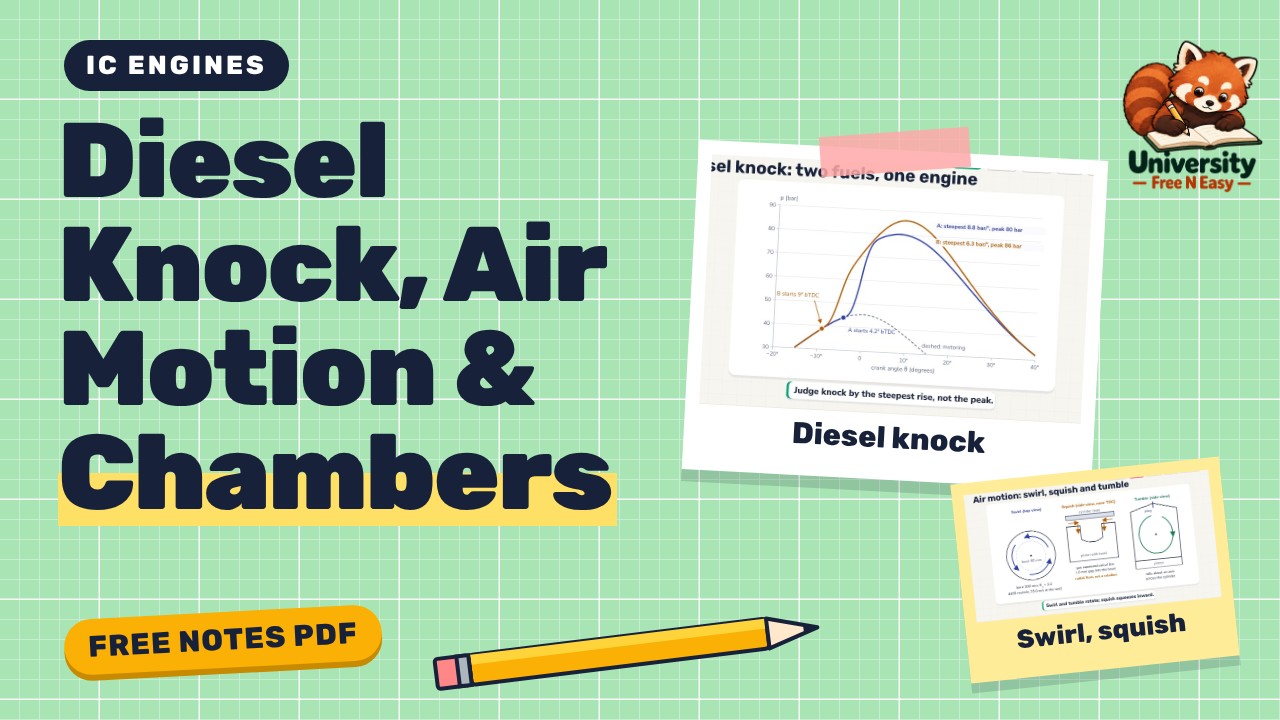 IC ENGINES
Diesel
Knock, Air
Motion &
Chambers
FREE NOTES PDF
University
Free N Easy
sel knock: two fuels, one engine
p (bar)
90
80
70
60
50
40
30
A: steepest 8.8 bar/°, peak 80 bar
B: steepest 6.3 bar/°, peak 86 bar
B starts 9° bTDC
A starts 4.2° bTDC
dashed: motoring
-20°
-10°
0
10°
20°
30°
40°
crank angle θ (degrees)
Judge knock by the steepest rise, not the peak.
Diesel knock
Air motion: swirl, squish and tumble
Swirl (top view)
Squish (side view, near TDC)
Tumble (side view)
Swirl and tumble rotate; squish squeezes inward.
Swirl, squish